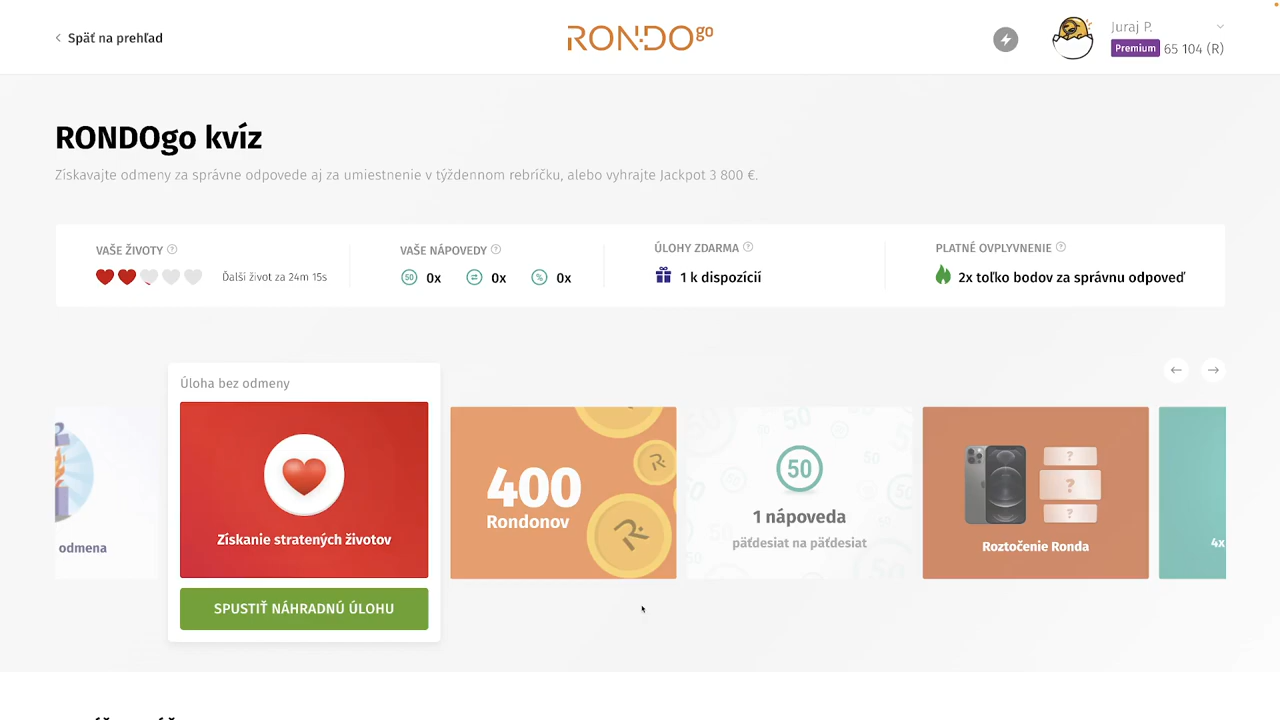 Späť na prehľad
RONDOgo
Juraj P.
Premium 65 104 (R)
RONDOgo kvíz
Získavajte odmeny za správne odpovede aj za umiestnenie v týždennom rebríčku, alebo vyhrajte Jackpot 3 800 €.
VAŠE ŽIVOTY ?
Ďalší život za 24m 15s
VAŠE NÁPOVEDY ?
50 0x 0x % 0x
ÚLOHY ZDARMA ?
1 k dispozícií
PLATNÉ OVPLYVNENIE ?
2x toľko bodov za správnu odpoveď
Úloha bez odmeny
odmena
Získanie stratených životov
SPUSTIŤ NÁHRADNÚ ÚLOHU
400
Rondonov
50
1 nápoveda
päťdesiat na päťdesiat
? ? ?
Roztočenie Ronda
4x